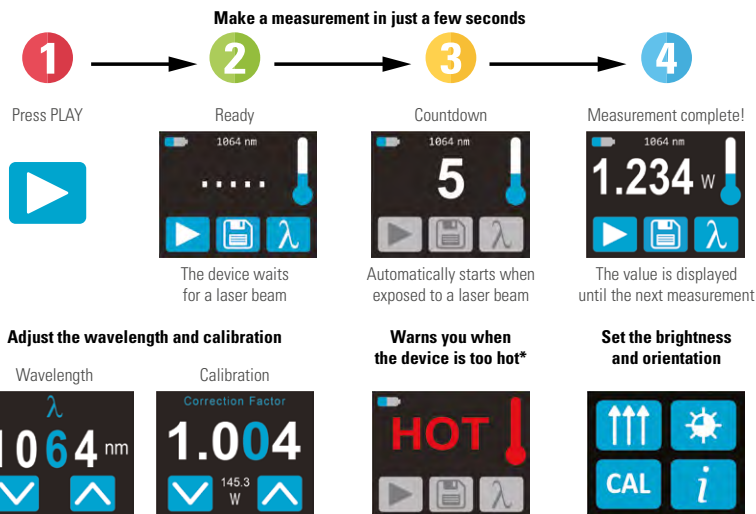 Make a measurement in just a few seconds
1 2 3 4
Press PLAY
Ready
Countdown
Measurement complete!
1064 nm
.....
λ
1064 nm
5
λ
1064 nm
1.234 W
λ
The device waits
for a laser beam
Automatically starts when
exposed to a laser beam
The value is displayed
until the next measurement
Adjust the wavelength and calibration
Warns you when
the device is too hot*
Set the brightness
and orientation
Wavelength
Calibration
λ
1064 nm
Correction Factor
1.004
145.3
W
HOT
λ
CAL i